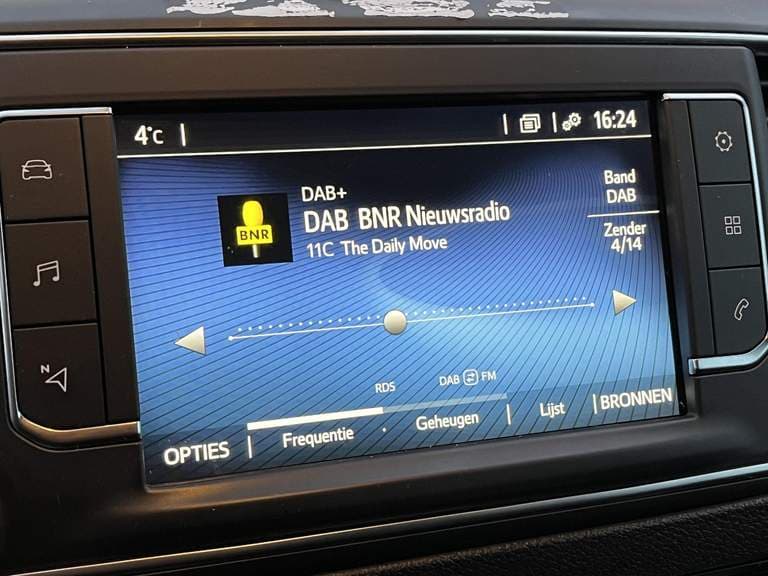 4°C
16:24
DAB+
Band
DAB
BNR
DAB BNR Nieuwsradio
11C The Daily Move
Zender
4/14
RDS
DAB FM
OPTIES
Frequentie
Geheugen
Lijst
BRONNEN
N